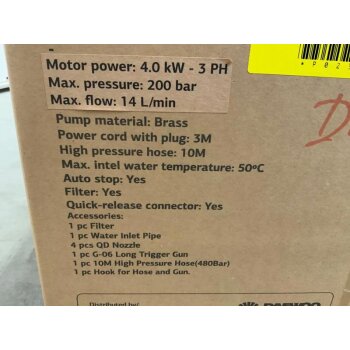 Motor power: 4.0 kW - 3 PH
Max. pressure: 200 bar
Max. flow: 14 L/min
Pump material: Brass
Power cord with plug: 3M
High pressure hose: 10M
Max. intel water temperature: 50ºC
Auto stop: Yes
Filter: Yes
Quick-release connector: Yes
Accessories:
1 pc Filter
1 pc Water Inlet Pipe
4 pcs QD Nozzle
1 pc G-06 Long Trigger Gun
1 pc 10M High Pressure Hose(480Bar)
1 pc Hook for Hose and Gun.
Distributed by:
DAEWOO